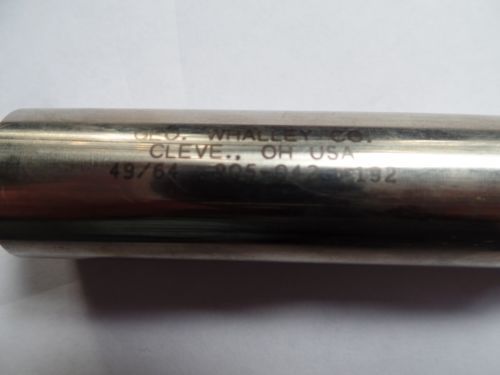 GEO. WHALLEY CO.
CLEVE., OH USA
49/64